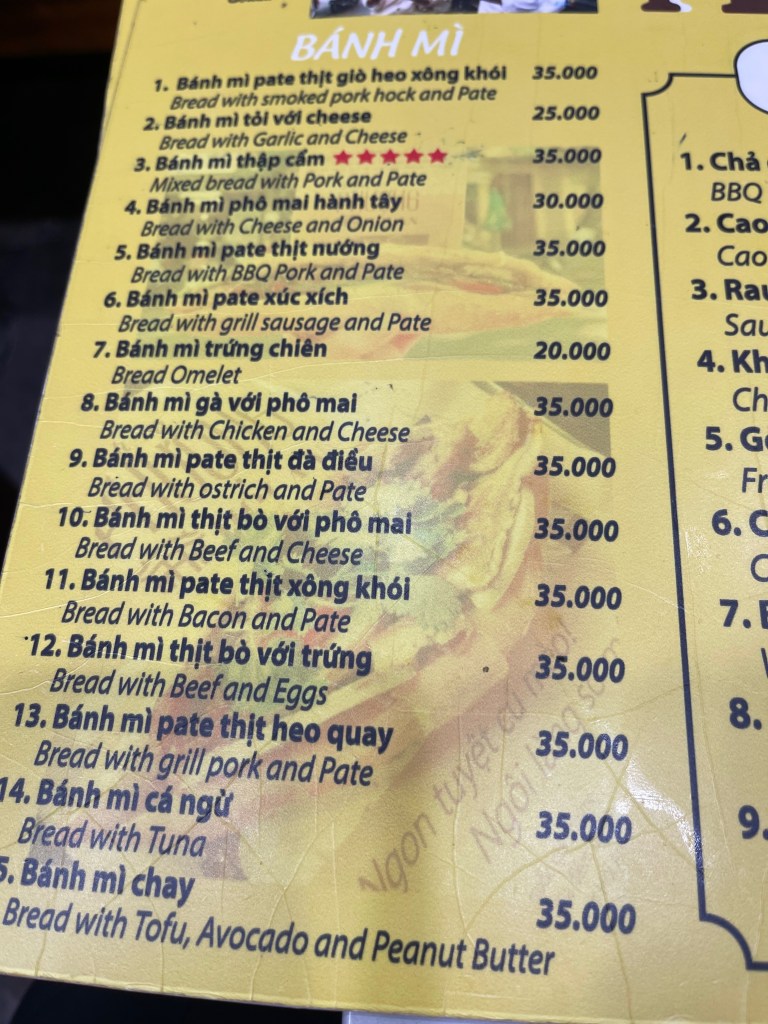 BÁNH MÌ
1. Bánh mì pate thịt giò heo xông khói 35.000
Bread with smoked pork hock and Pate
2. Bánh mì tỏi với cheese 25.000
Bread with Garlic and Cheese
3. Bánh mì thập cẩm ★★★★★ 35.000
Mixed bread with Pork and Pate
4. Bánh mì phô mai hành tây 30.000
Bread with Cheese and Onion
5. Bánh mì pate thịt nướng 35.000
Bread with BBQ Pork and Pate
6. Bánh mì pate xúc xích 35.000
Bread with grill sausage and Pate
7. Bánh mì trứng chiên 20.000
Bread Omelet
8. Bánh mì gà với phô mai 35.000
Bread with Chicken and Cheese
9. Bánh mì pate thịt đà điểu 35.000
Bread with ostrich and Pate
10. Bánh mì thịt bò với phô mai 35.000
Bread with Beef and Cheese
11. Bánh mì pate thịt xông khói 35.000
Bread with Bacon and Pate
12. Bánh mì thịt bò với trứng 35.000
Bread with Beef and Eggs
13. Bánh mì pate thịt heo quay 35.000
Bread with grill pork and Pate
14. Bánh mì cá ngừ 35.000
Bread with Tuna
5. Bánh mì chay 35.000
Bread with Tofu, Avocado and Peanut Butter
Ngon tuyệt cú mèo!
Ngôi làng
1. Chả
BBQ
2. Cao
Cao
3. Rau
Sau
4. Kh
Ch
5. G
Fr
6. C
C
7.
8.
9.